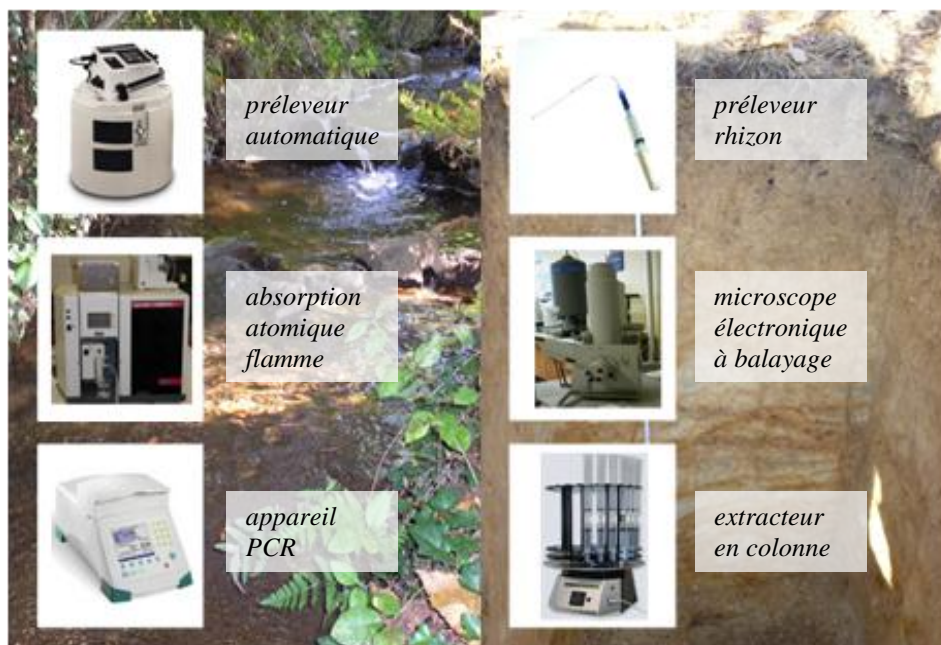 préleveur
automatique
préleveur
rhizon
absorption
atomique
flamme
microscope
électronique
à balayage
appareil
PCR
extracteur
en colonne